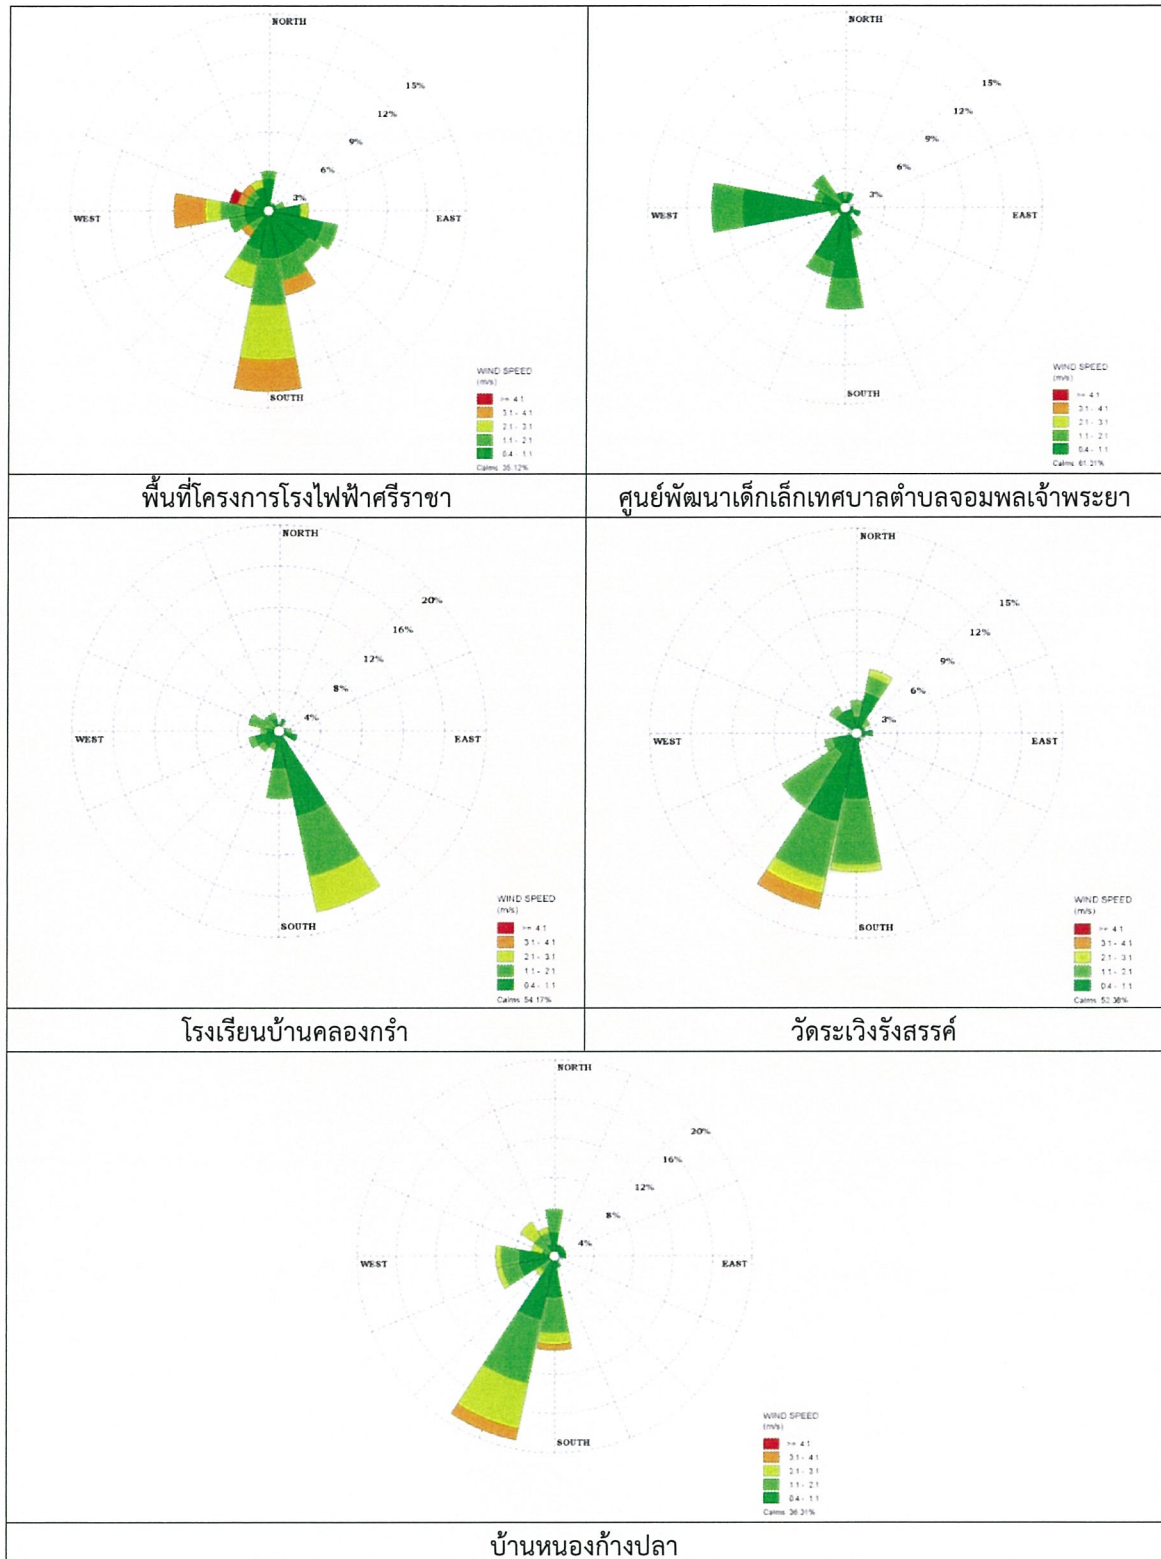 NORTH
15%
12%
9%
6%
3%
WEST
EAST
SOUTH
WIND SPEED
(m/s)
>= 4.1
3.1 - 4.1
2.1 - 3.1
1.1 - 2.1
0.4 - 1.1
Calms: 35.12%
พื้นที่โครงการโรงไฟฟ้าศรีราชา
NORTH
15%
12%
9%
6%
3%
WEST
EAST
SOUTH
WIND SPEED
(m/s)
>= 4.1
3.1 - 4.1
2.1 - 3.1
1.1 - 2.1
0.4 - 1.1
Calms: 61.31%
ศูนย์พัฒนาเด็กเล็กเทศบาลตำบลจอมพลเจ้าพระยา
NORTH
20%
16%
12%
8%
4%
WEST
EAST
SOUTH
WIND SPEED
(m/s)
>= 4.1
3.1 - 4.1
2.1 - 3.1
1.1 - 2.1
0.4 - 1.1
Calms: 54.17%
โรงเรียนบ้านคลองกรำ
NORTH
15%
12%
9%
6%
3%
WEST
EAST
SOUTH
WIND SPEED
(m/s)
>= 4.1
3.1 - 4.1
2.1 - 3.1
1.1 - 2.1
0.4 - 1.1
Calms: 52.38%
วัดระเวิงรังสรรค์
NORTH
20%
16%
12%
8%
4%
WEST
EAST
SOUTH
WIND SPEED
(m/s)
>= 4.1
3.1 - 4.1
2.1 - 3.1
1.1 - 2.1
0.4 - 1.1
Calms: 36.31%
บ้านหนองก้างปลา